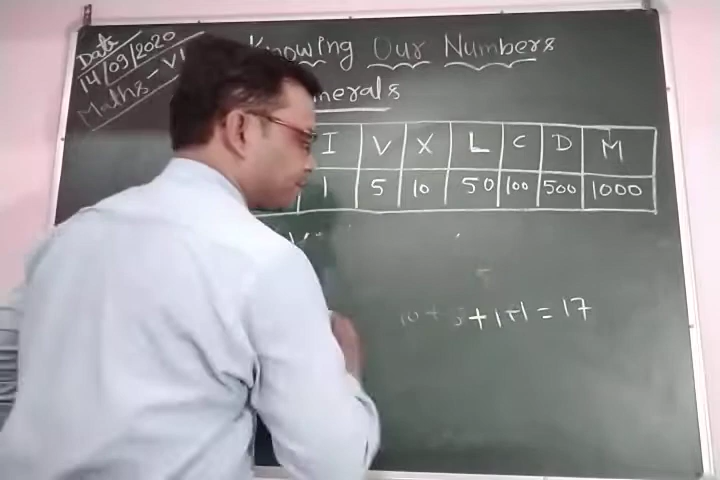 Date
14/09/2020
Maths - VI
Knowing Our Numbers
merals
I V X L C D M
1 5 10 50 100 500 1000
10 + 5 + 1 + 1 = 17